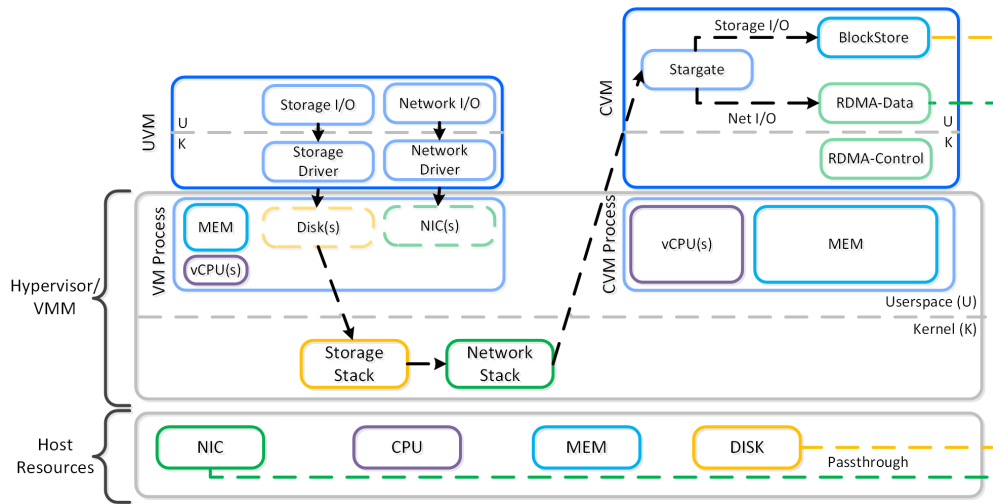 Storage I/O
BlockStore
Stargate
CVM
Net I/O
RDMA-Data
U
K
RDMA-Control
UVM
Storage I/O
Network I/O
U
K
Storage
Driver
Network
Driver
Hypervisor/
VMM
VM Process
MEM
vCPU(s)
Disk(s)
NIC(s)
CVM Process
vCPU(s)
MEM
Userspace (U)
Kernel (K)
Storage
Stack
Network
Stack
Host
Resources
NIC
CPU
MEM
DISK
Passthrough